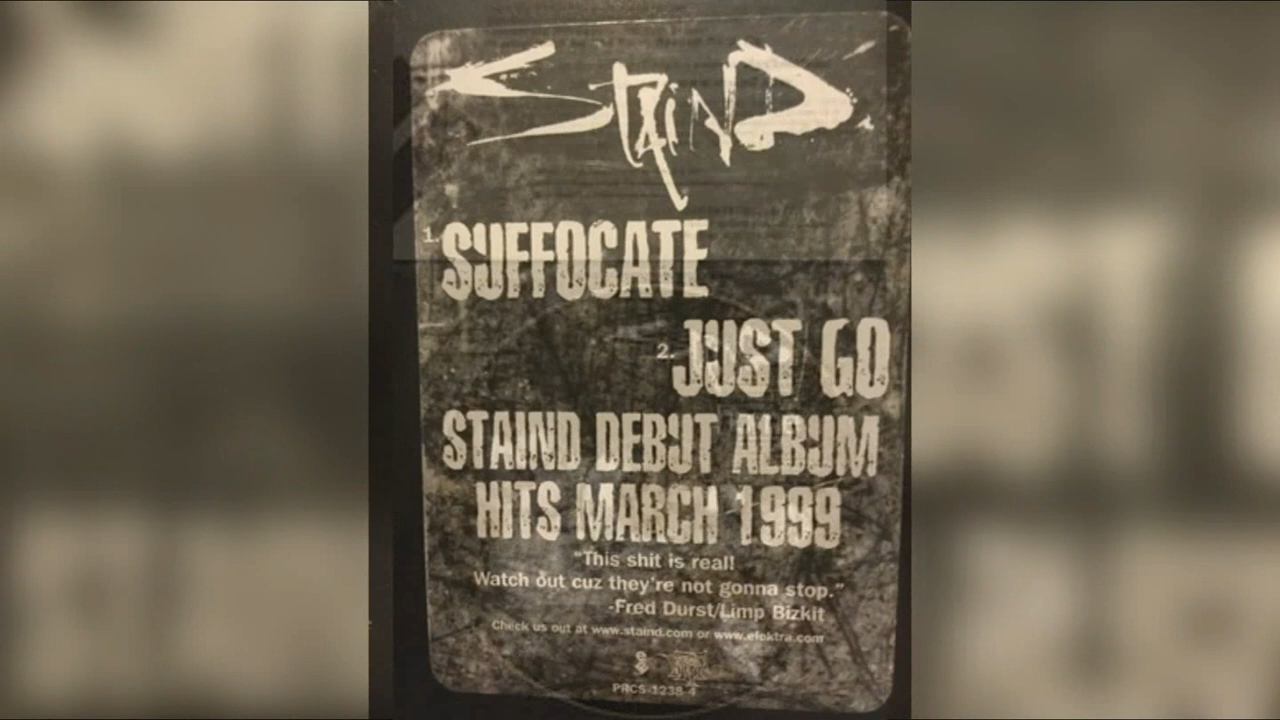 STAIND
1. SUFFOCATE
2. JUST GO
STAIND DEBUT ALBUM
HITS MARCH 1999
"This shit is real!
Watch out cuz they're not gonna stop."
-Fred Durst/Limp Bizkit
Check us out at www.staind.com or www.elektra.com
PRCS-1238-4